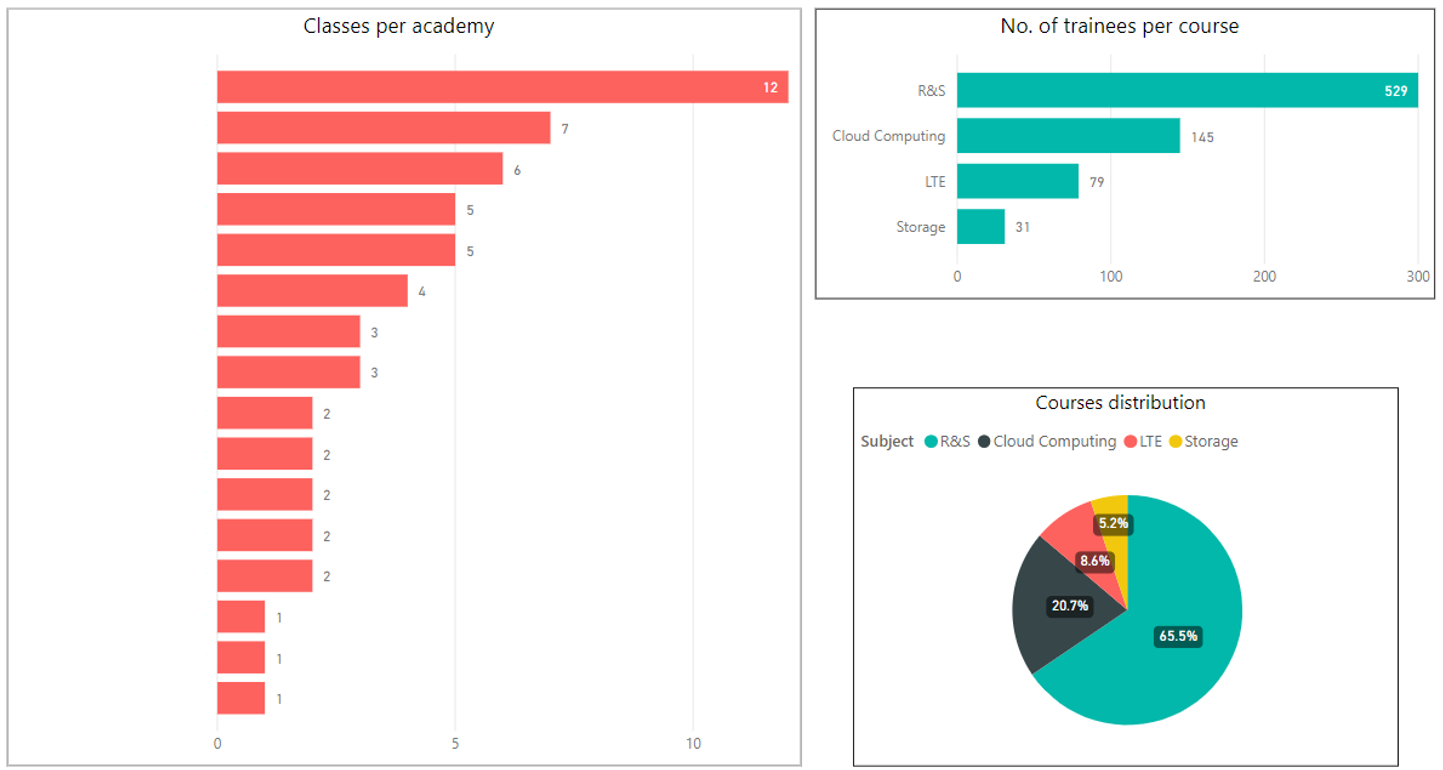 Classes per academy
12
7
6
5
5
4
3
3
2
2
2
2
2
1
1
1
0 5 10
No. of trainees per course
R&S 529
Cloud Computing 145
LTE 79
Storage 31
0 100 200 300
Courses distribution
Subject R&S Cloud Computing LTE Storage
5.2%
8.6%
20.7%
65.5%